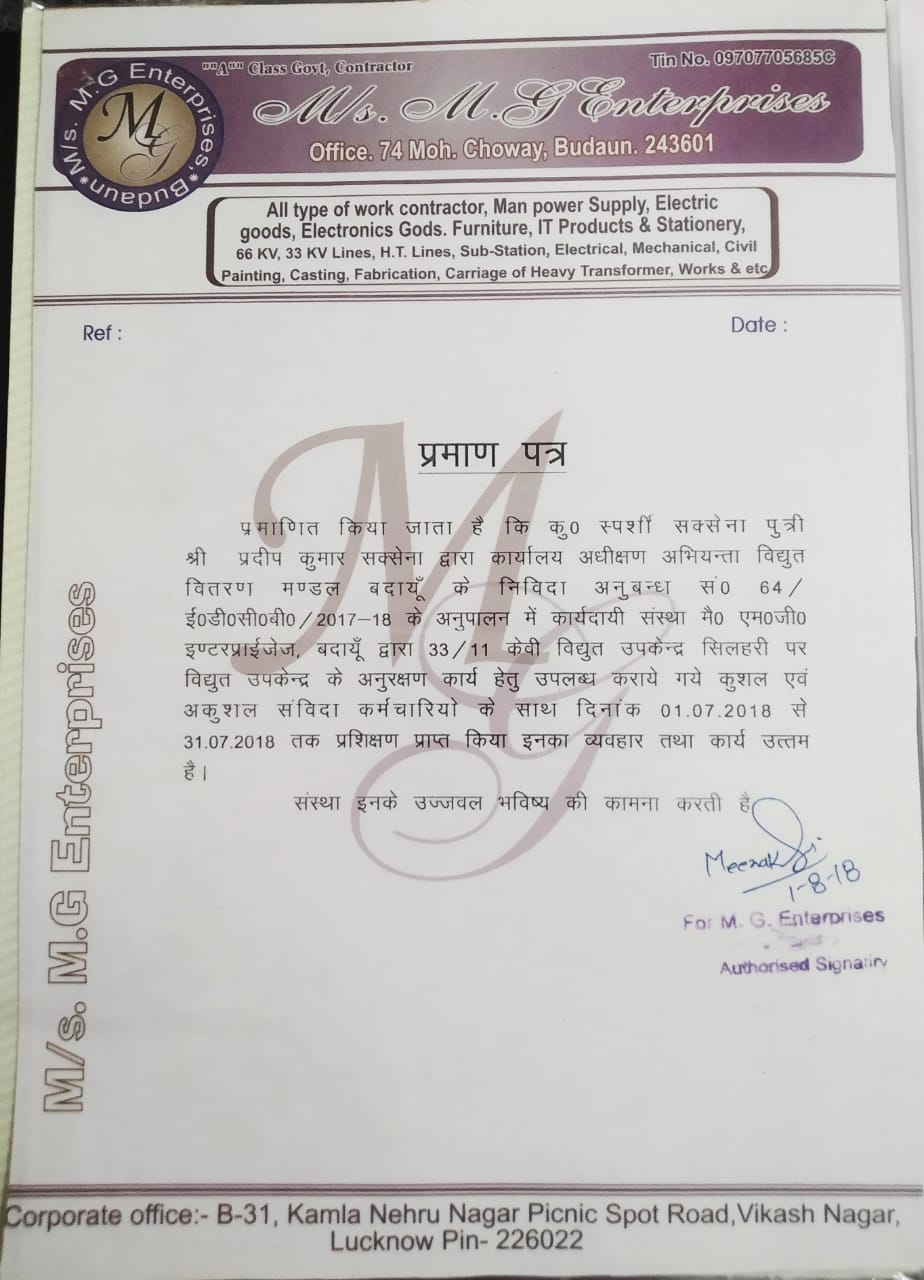 ""A"" Class Govt, Contractor
Tin No. 09707705685C
M/s. M.G Enterprises, Budaun
MG
M/s. M.G Enterprises
Office. 74 Moh. Choway, Budaun. 243601
All type of work contractor, Man power Supply, Electric
goods, Electronics Gods. Furniture, IT Products & Stationery,
66 KV, 33 KV Lines, H.T. Lines, Sub-Station, Electrical, Mechanical, Civil
Painting, Casting, Fabrication, Carriage of Heavy Transformer, Works & etc
Ref :
Date :
प्रमाण पत्र
प्रमाणित किया जाता है कि कु0 स्पर्शी सक्सेना पुत्री
श्री प्रदीप कुमार सक्सेना द्वारा कार्यालय अधीक्षण अभियन्ता विद्युत
वितरण मण्डल बदायूँ के निविदा अनुबन्ध सं0 64/
ई0डी0सी0बी0/2017-18 के अनुपालन में कार्यदायी संस्था मै0 एम0जी0
इण्टरप्राईजेज, बदायूँ द्वारा 33/11 केवी विद्युत उपकेन्द्र सिलहरी पर
विद्युत उपकेन्द्र के अनुरक्षण कार्य हेतु उपलब्ध कराये गये कुशल एवं
अकुशल संविदा कर्मचारियो के साथ दिनांक 01.07.2018 से
31.07.2018 तक प्रशिक्षण प्राप्त किया इनका व्यवहार तथा कार्य उत्तम
है।
संस्था इनके उज्जवल भविष्य की कामना करती है
MG
M/s. M.G Enterprises
Meenakshi
1-8-18
For M. G. Enterprises
Authorised Signatiry
Corporate office:- B-31, Kamla Nehru Nagar Picnic Spot Road,Vikash Nagar,
Lucknow Pin- 226022